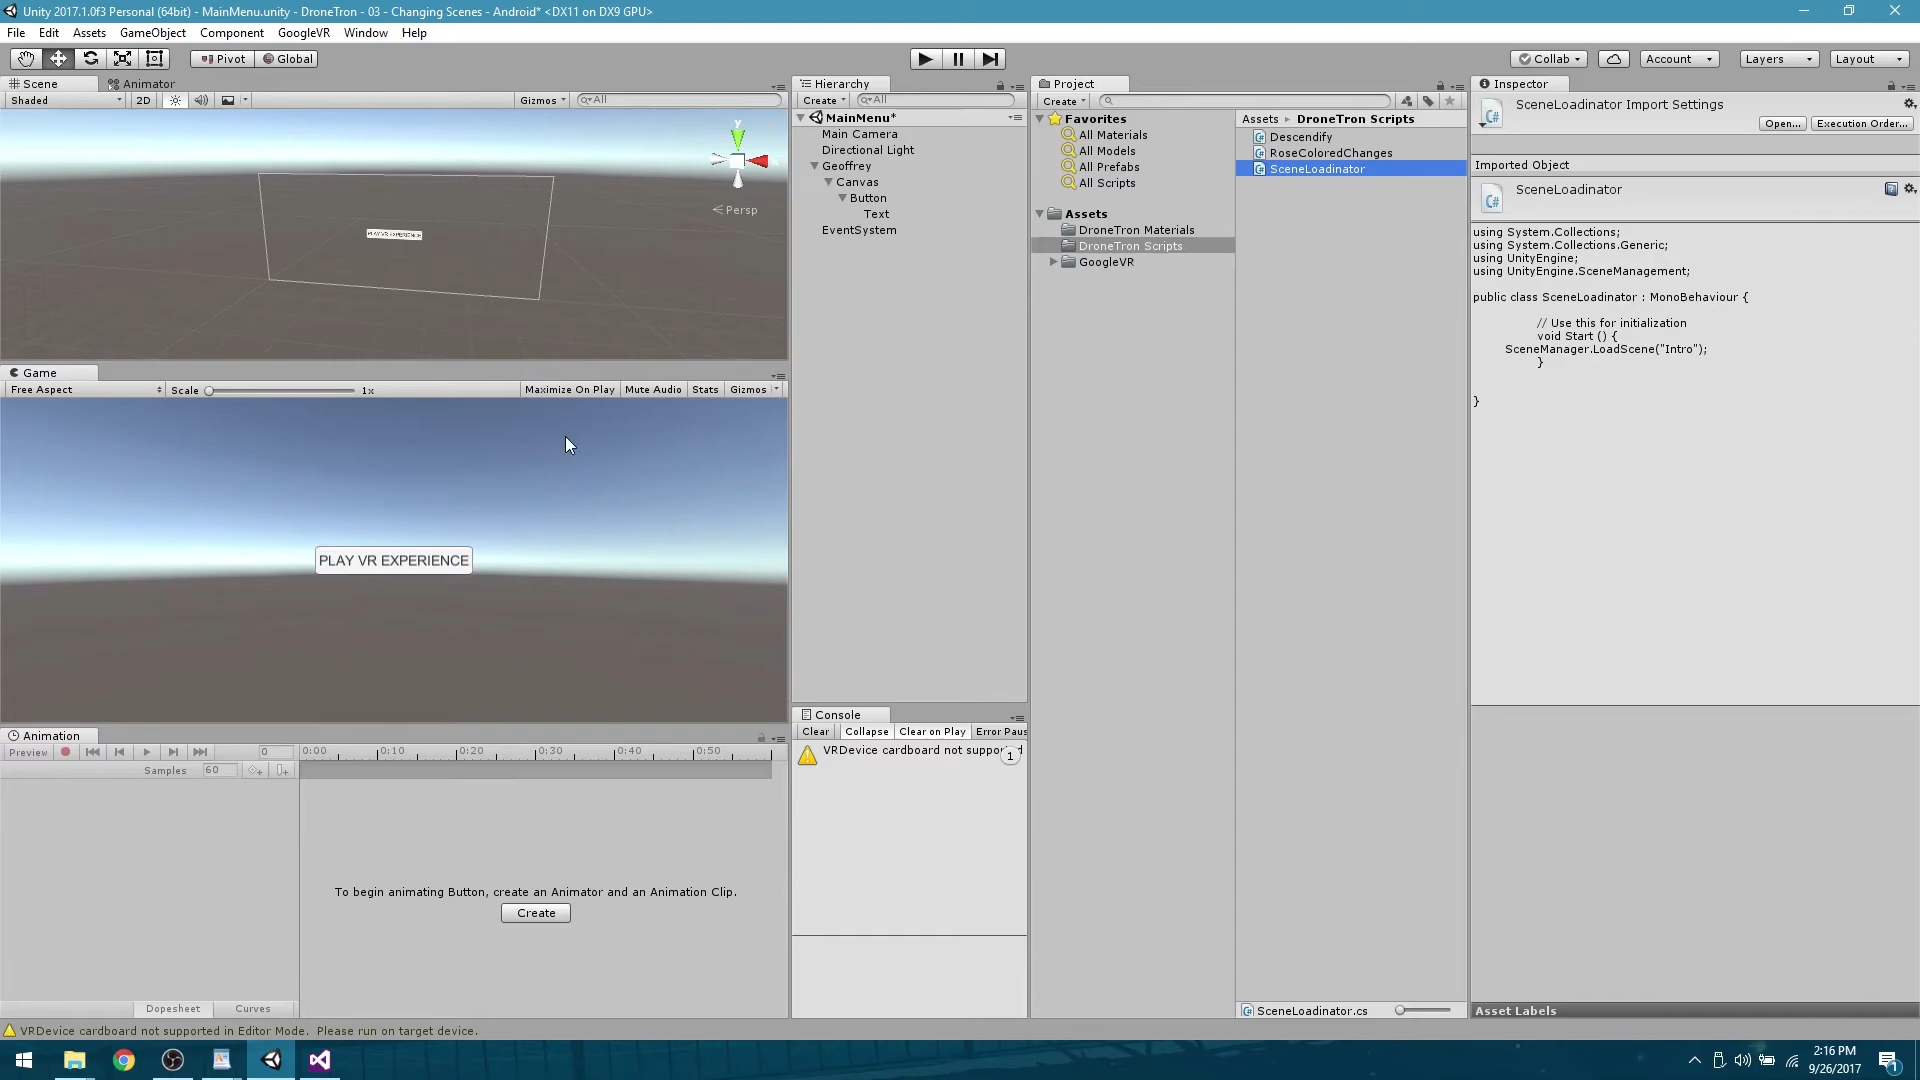 Unity 2017.1.0f3 Personal (64bit) - MainMenu.unity - DroneTron - 03 - Changing Scenes - Android* <DX11 on DX9 GPU>
File Edit Assets GameObject Component GoogleVR Window Help
Pivot Global Collab Account Layers Layout
Scene Animator
Shaded 2D Gizmos All
y
Persp
PLAY VR EXPERIENCE
Game
Free Aspect Scale 1x Maximize On Play Mute Audio Stats Gizmos
PLAY VR EXPERIENCE
Animation
Preview 0 0:00 0:10 0:20 0:30 0:40 0:50
Samples 60
To begin animating Button, create an Animator and an Animation Clip.
Create
Dopesheet Curves
Hierarchy
Create All
MainMenu*
Main Camera
Directional Light
Geoffrey
Canvas
Button
Text
EventSystem
Console
Clear Collapse Clear on Play Error Paus
VRDevice cardboard not suppo
1
Project
Create
Favorites
All Materials
All Models
All Prefabs
All Scripts
Assets
DroneTron Materials
DroneTron Scripts
GoogleVR
Assets DroneTron Scripts
C# Descendify
C# RoseColoredChanges
C# SceneLoadinator
C# SceneLoadinator.cs
Inspector
C# SceneLoadinator Import Settings
Open... Execution Order...
Imported Object
C# SceneLoadinator
using System.Collections;
using System.Collections.Generic;
using UnityEngine;
using UnityEngine.SceneManagement;
public class SceneLoadinator : MonoBehaviour {
// Use this for initialization
void Start () {
SceneManager.LoadScene("Intro");
}
}
Asset Labels
VRDevice cardboard not supported in Editor Mode. Please run on target device.
2:16 PM
9/26/2017
1